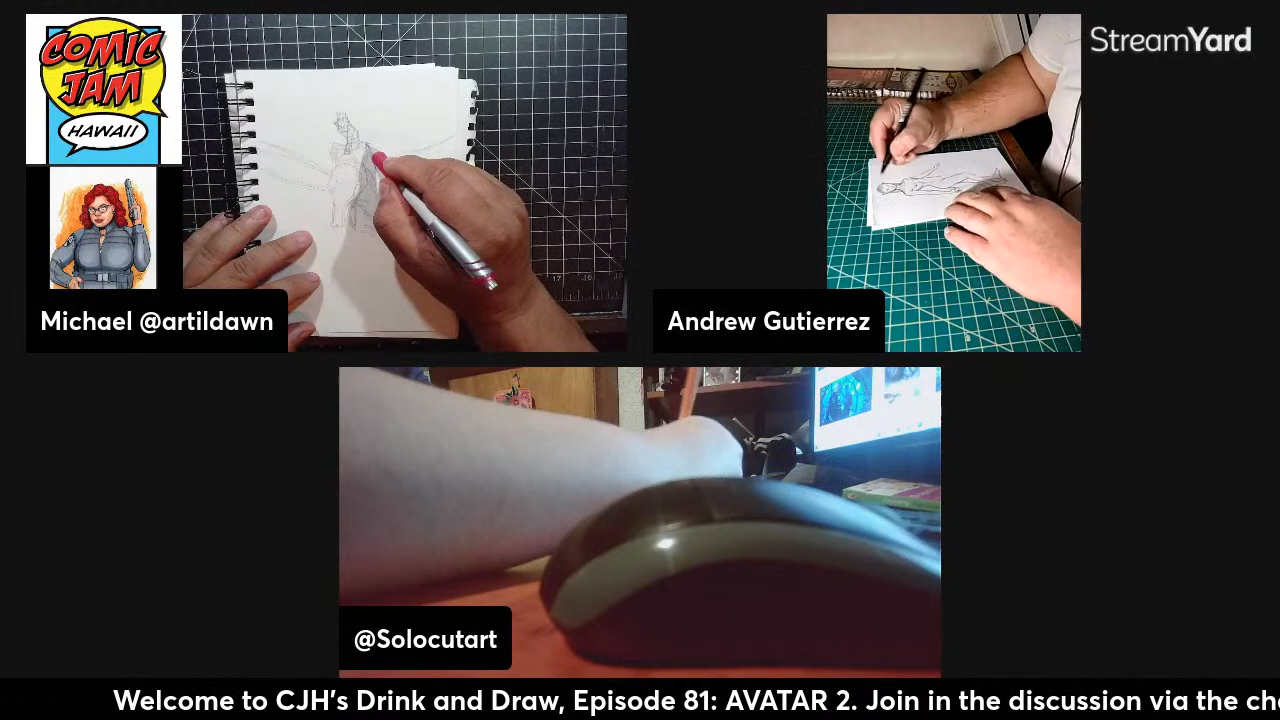 COMIC
JAM
HAWAII
StreamYard
Michael @artildawn
Andrew Gutierrez
@Solocutart
Welcome to CJH's Drink and Draw, Episode 81: AVATAR 2. Join in the discussion via the